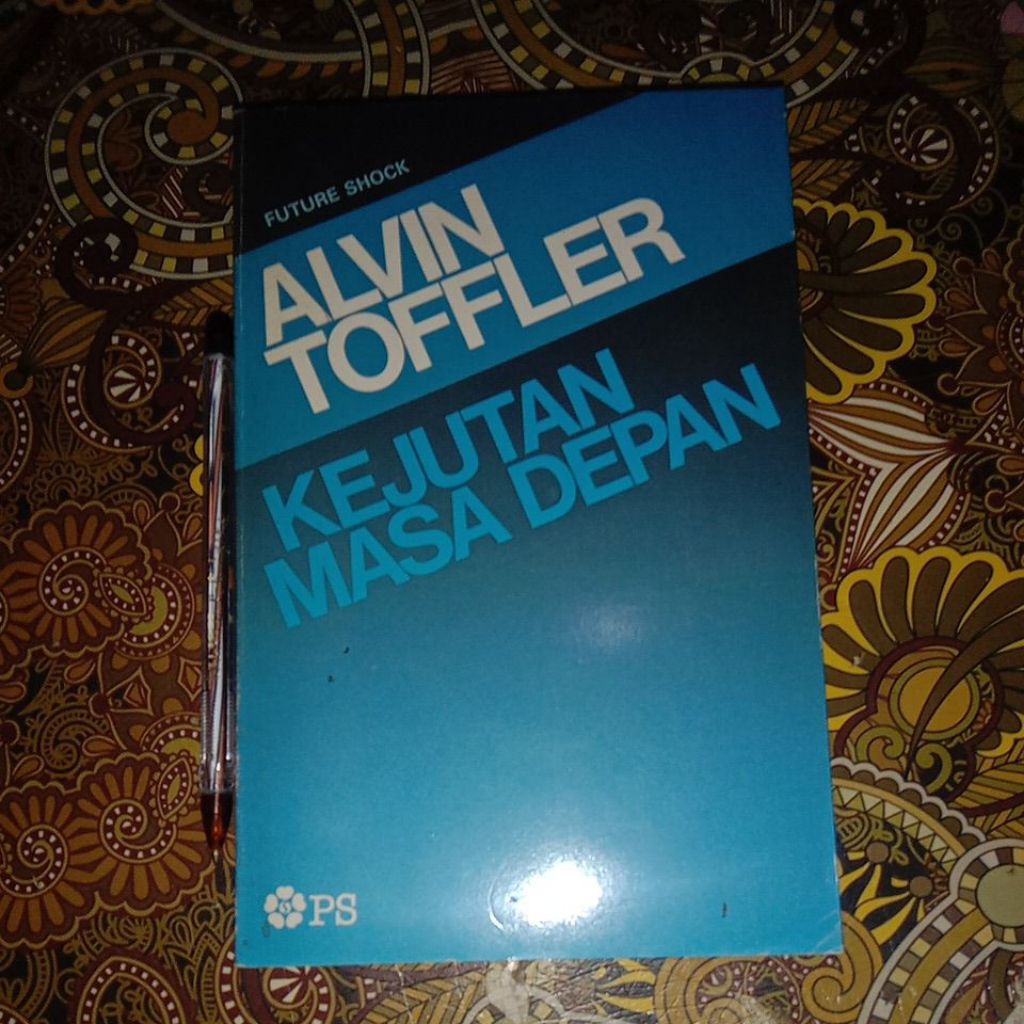 FUTURE SHOCK
ALVIN
TOFFLER
KEJUTAN
MASA DEPAN
PS